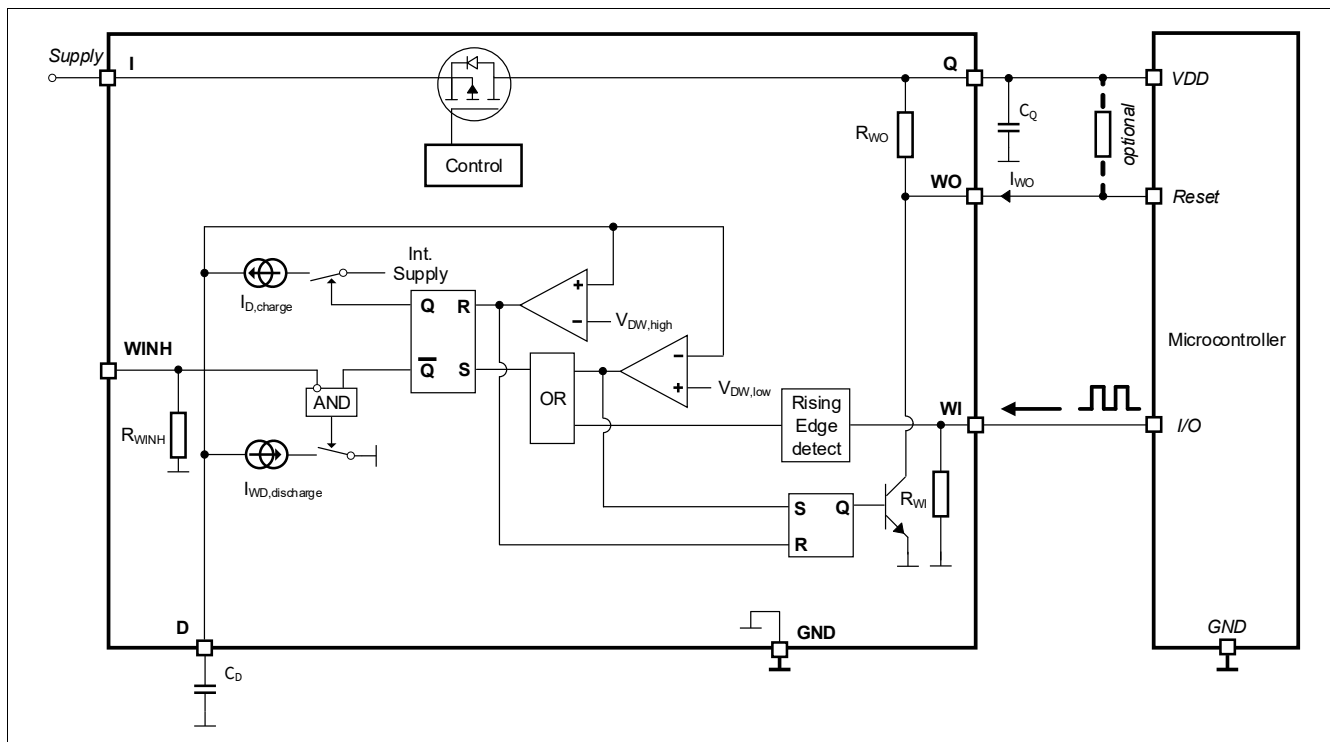 Supply
I
Q
VDD
C_Q
optional
R_WO
Control
WO
I_WO
Reset
Int.
Supply
I_D,charge
Q
R
+
−
V_DW,high
WINH
Q̅
S
−
+
V_DW,low
Microcontroller
AND
OR
Rising
Edge
detect
WI
I/O
R_WINH
I_WD,discharge
R_WI
S
Q
R
D
GND
GND
C_D